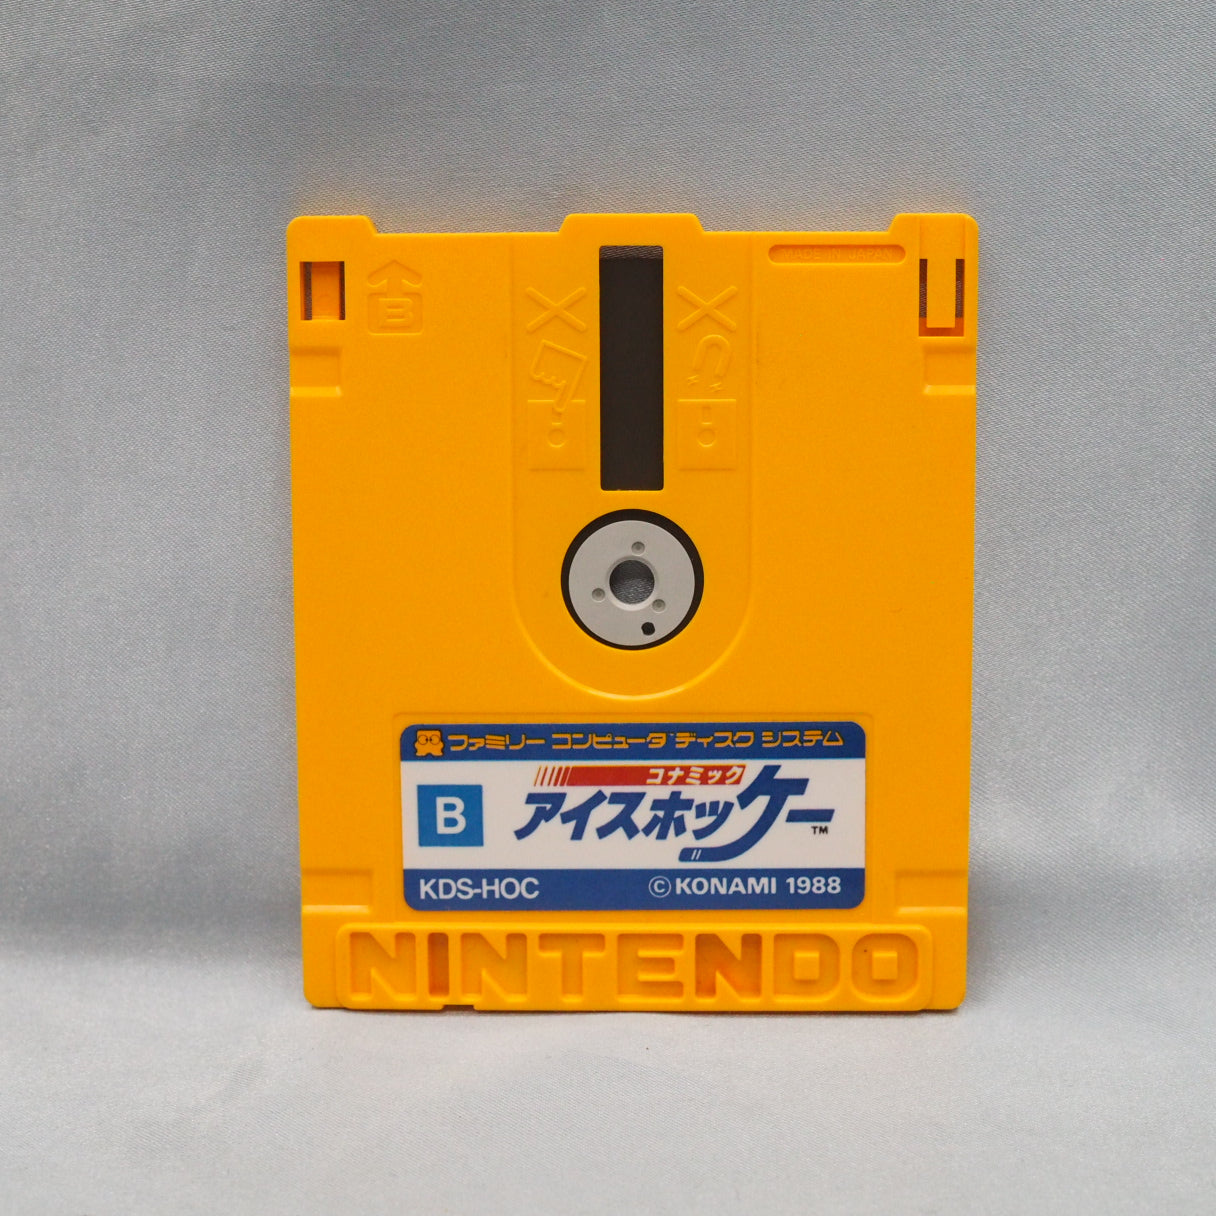 MADE IN JAPAN
B
ファミリー コンピュータ ディスク システム
コナミック
B
アイスホッケー™
KDS-HOC
©KONAMI 1988
NINTENDO